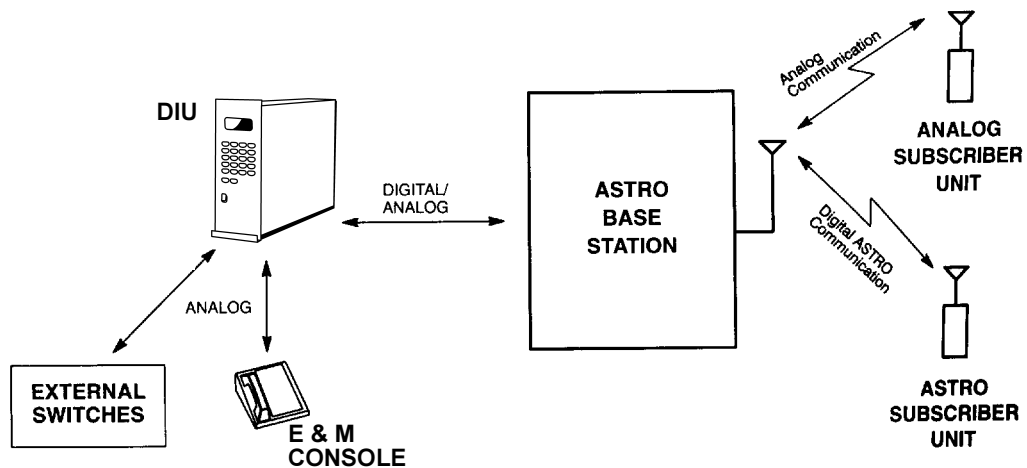 DIU
DIGITAL/
ANALOG
ANALOG
EXTERNAL
SWITCHES
E & M
CONSOLE
ASTRO
BASE
STATION
Analog
Communication
ANALOG
SUBSCRIBER
UNIT
Digital ASTRO
Communication
ASTRO
SUBSCRIBER
UNIT